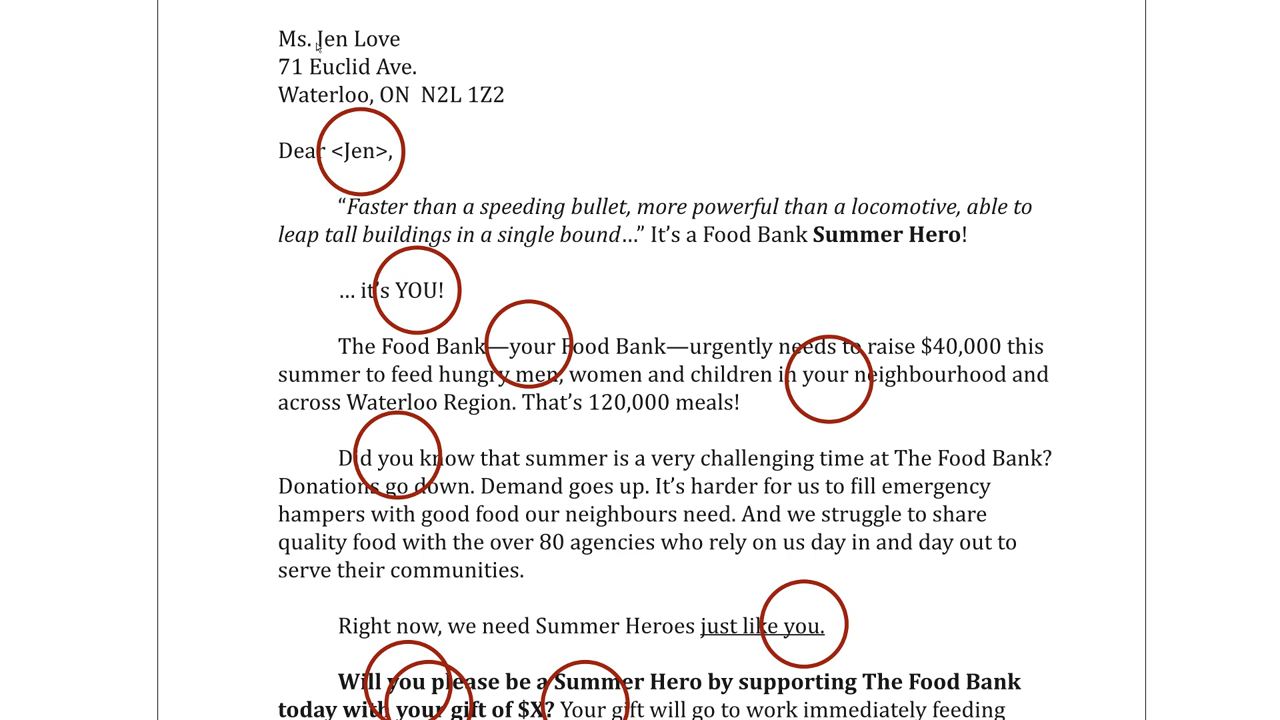 Ms. Jen Love
71 Euclid Ave.
Waterloo, ON  N2L 1Z2
Dear <Jen>,
“Faster than a speeding bullet, more powerful than a locomotive, able to
leap tall buildings in a single bound…” It’s a Food Bank Summer Hero!
… it’s YOU!
The Food Bank—your Food Bank—urgently needs to raise $40,000 this
summer to feed hungry men, women and children in your neighbourhood and
across Waterloo Region. That’s 120,000 meals!
Did you know that summer is a very challenging time at The Food Bank?
Donations go down. Demand goes up. It’s harder for us to fill emergency
hampers with good food our neighbours need. And we struggle to share
quality food with the over 80 agencies who rely on us day in and day out to
serve their communities.
Right now, we need Summer Heroes just like you.
Will you please be a Summer Hero by supporting The Food Bank
today with your gift of $X? Your gift will go to work immediately feeding